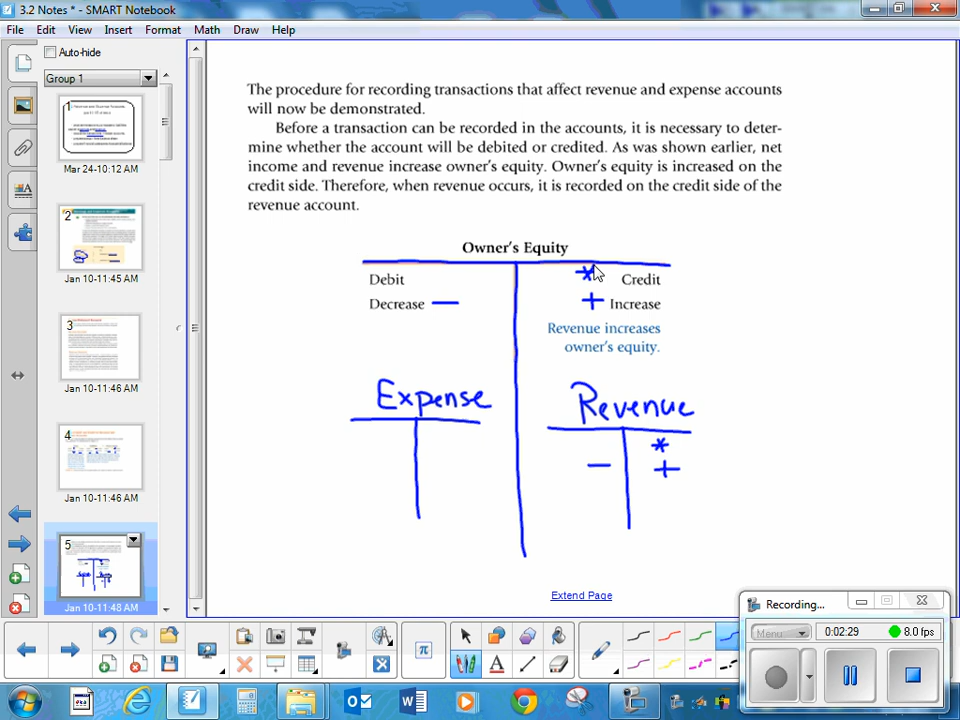 3.2 Notes * - SMART Notebook
File Edit View Insert Format Math Draw Help
Auto-hide
Group 1
1
Mar 24-10:12 AM
2
Jan 10-11:45 AM
3
Jan 10-11:46 AM
4
Jan 10-11:46 AM
5
Jan 10-11:48 AM
The procedure for recording transactions that affect revenue and expense accounts
will now be demonstrated.
Before a transaction can be recorded in the accounts, it is necessary to deter-
mine whether the account will be debited or credited. As was shown earlier, net
income and revenue increase owner's equity. Owner's equity is increased on the
credit side. Therefore, when revenue occurs, it is recorded on the credit side of the
revenue account.
Owner's Equity
Debit * Credit
Decrease — + Increase
Revenue increases
owner's equity.
Expense Revenue
*
— +
Extend Page
Recording...
Menu 0:02:29 8.0 fps